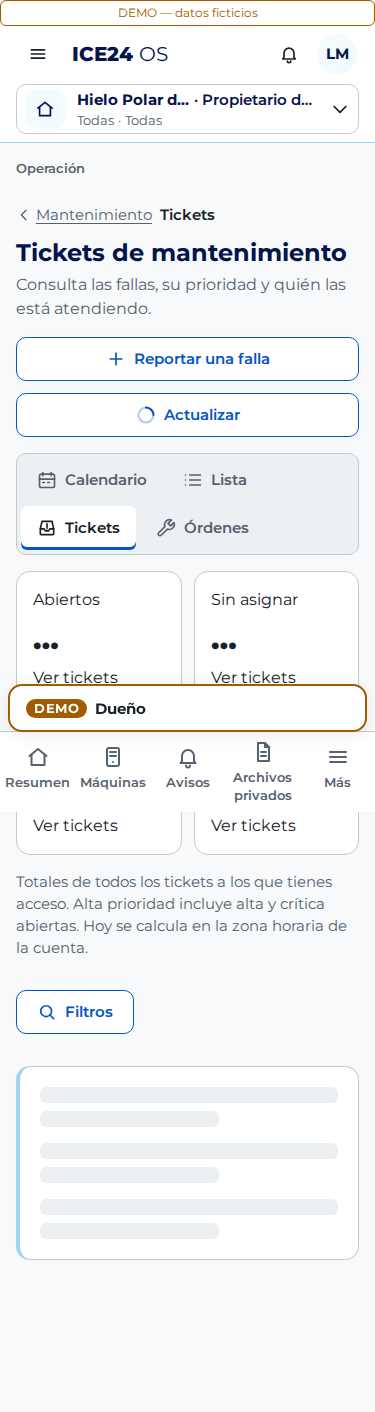 DEMO — datos ficticios
ICE24 OS
LM
Hielo Polar d... · Propietario d...
Todas · Todas
Operación
Mantenimiento Tickets
Tickets de mantenimiento
Consulta las fallas, su prioridad y quién las
está atendiendo.
Reportar una falla
Actualizar
Calendario Lista
Tickets Órdenes
Abiertos Sin asignar
••• •••
Ver tickets Ver tickets
DEMO Dueño
Resumen Máquinas Avisos Archivos privados Más
Ver tickets Ver tickets
Totales de todos los tickets a los que tienes
acceso. Alta prioridad incluye alta y crítica
abiertas. Hoy se calcula en la zona horaria de
la cuenta.
Filtros